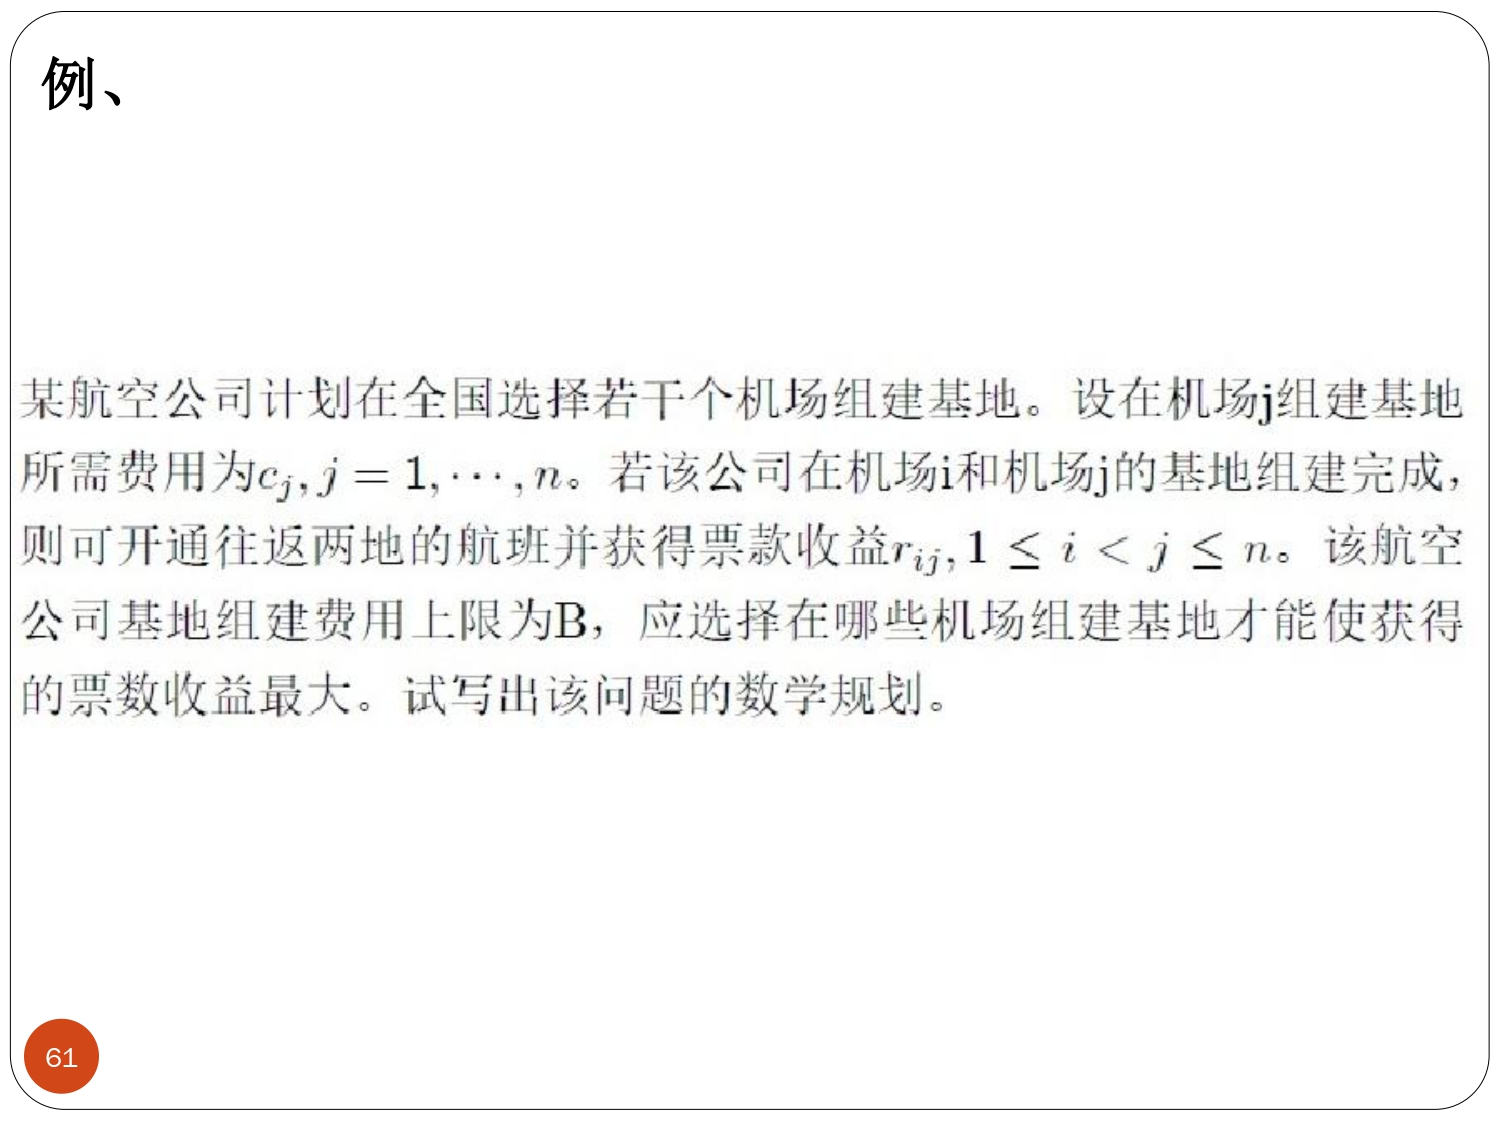 例、
某航空公司计划在全国选择若干个机场组建基地。设在机场j组建基地
所需费用为c_j, j = 1, ⋯ , n。若该公司在机场i和机场j的基地组建完成，
则可开通往返两地的航班并获得票款收益r_{ij}, 1 ≤ i < j ≤ n。该航空
公司基地组建费用上限为B，应选择在哪些机场组建基地才能使获得
的票数收益最大。试写出该问题的数学规划。
61